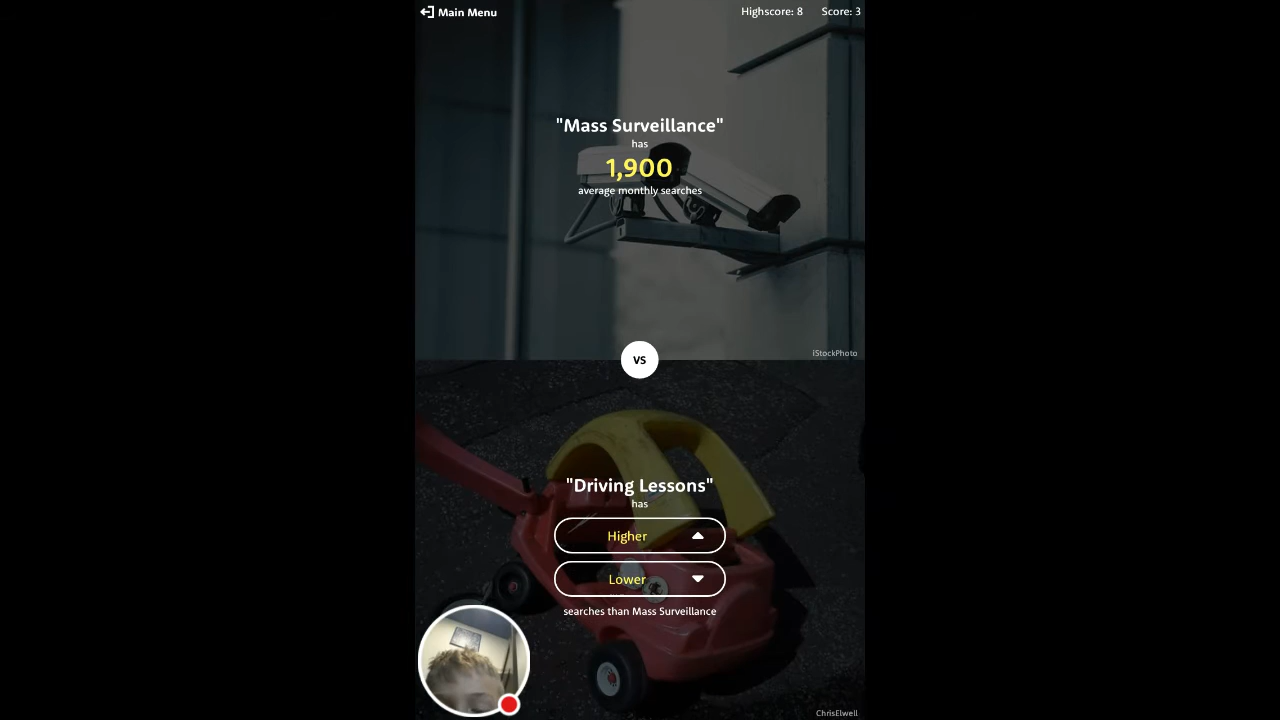 Main Menu
Highscore: 8
Score: 3
"Mass Surveillance"
has
1,900
average monthly searches
iStockPhoto
VS
"Driving Lessons"
has
Higher
Lower
searches than Mass Surveillance
ChrisElwell